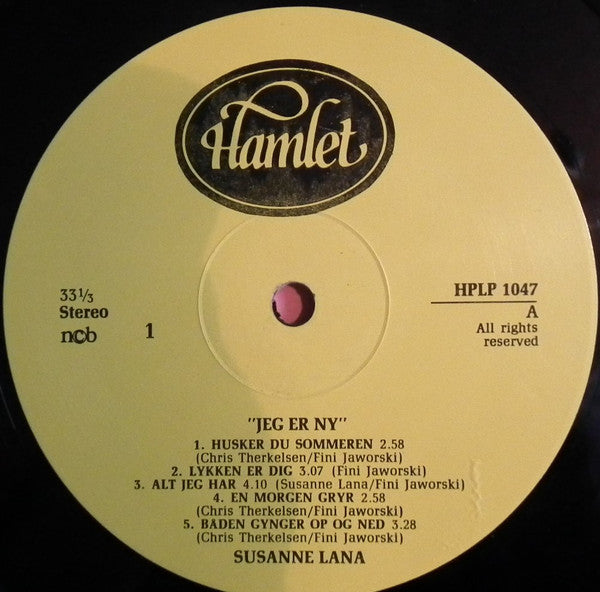 Hamlet
33 1/3
Stereo
ncb
1
HPLP 1047
A
All rights
reserved
"JEG ER NY"
1. HUSKER DU SOMMEREN 2.58
(Chris Therkelsen/Fini Jaworski)
2. LYKKEN ER DIG 3.07 (Fini Jaworski)
3. ALT JEG HAR 4.10 (Susanne Lana/Fini Jaworski)
4. EN MORGEN GRYR 2.58
(Chris Therkelsen/Fini Jaworski)
5. BÅDEN GYNGER OP OG NED 3.28
(Chris Therkelsen/Fini Jaworski)
SUSANNE LANA